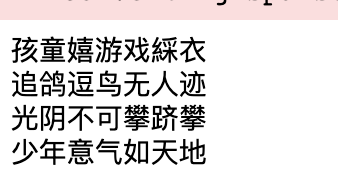 孩童嬉游戏綵衣
追鸽逗鸟无人迹
光阴不可攀跻攀
少年意气如天地